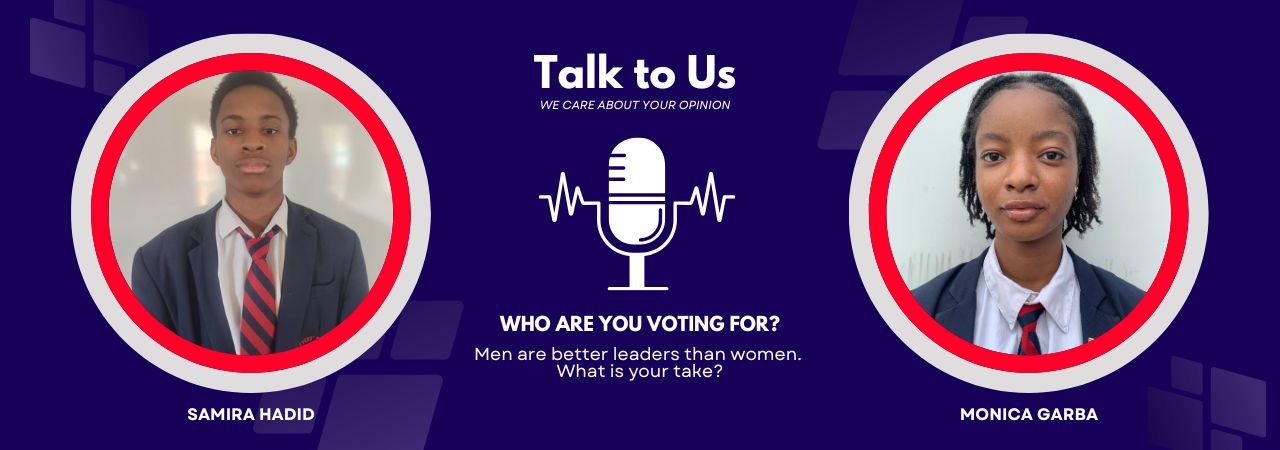 Talk to Us
WE CARE ABOUT YOUR OPINION
WHO ARE YOU VOTING FOR?
Men are better leaders than women.
What is your take?
SAMIRA HADID
MONICA GARBA